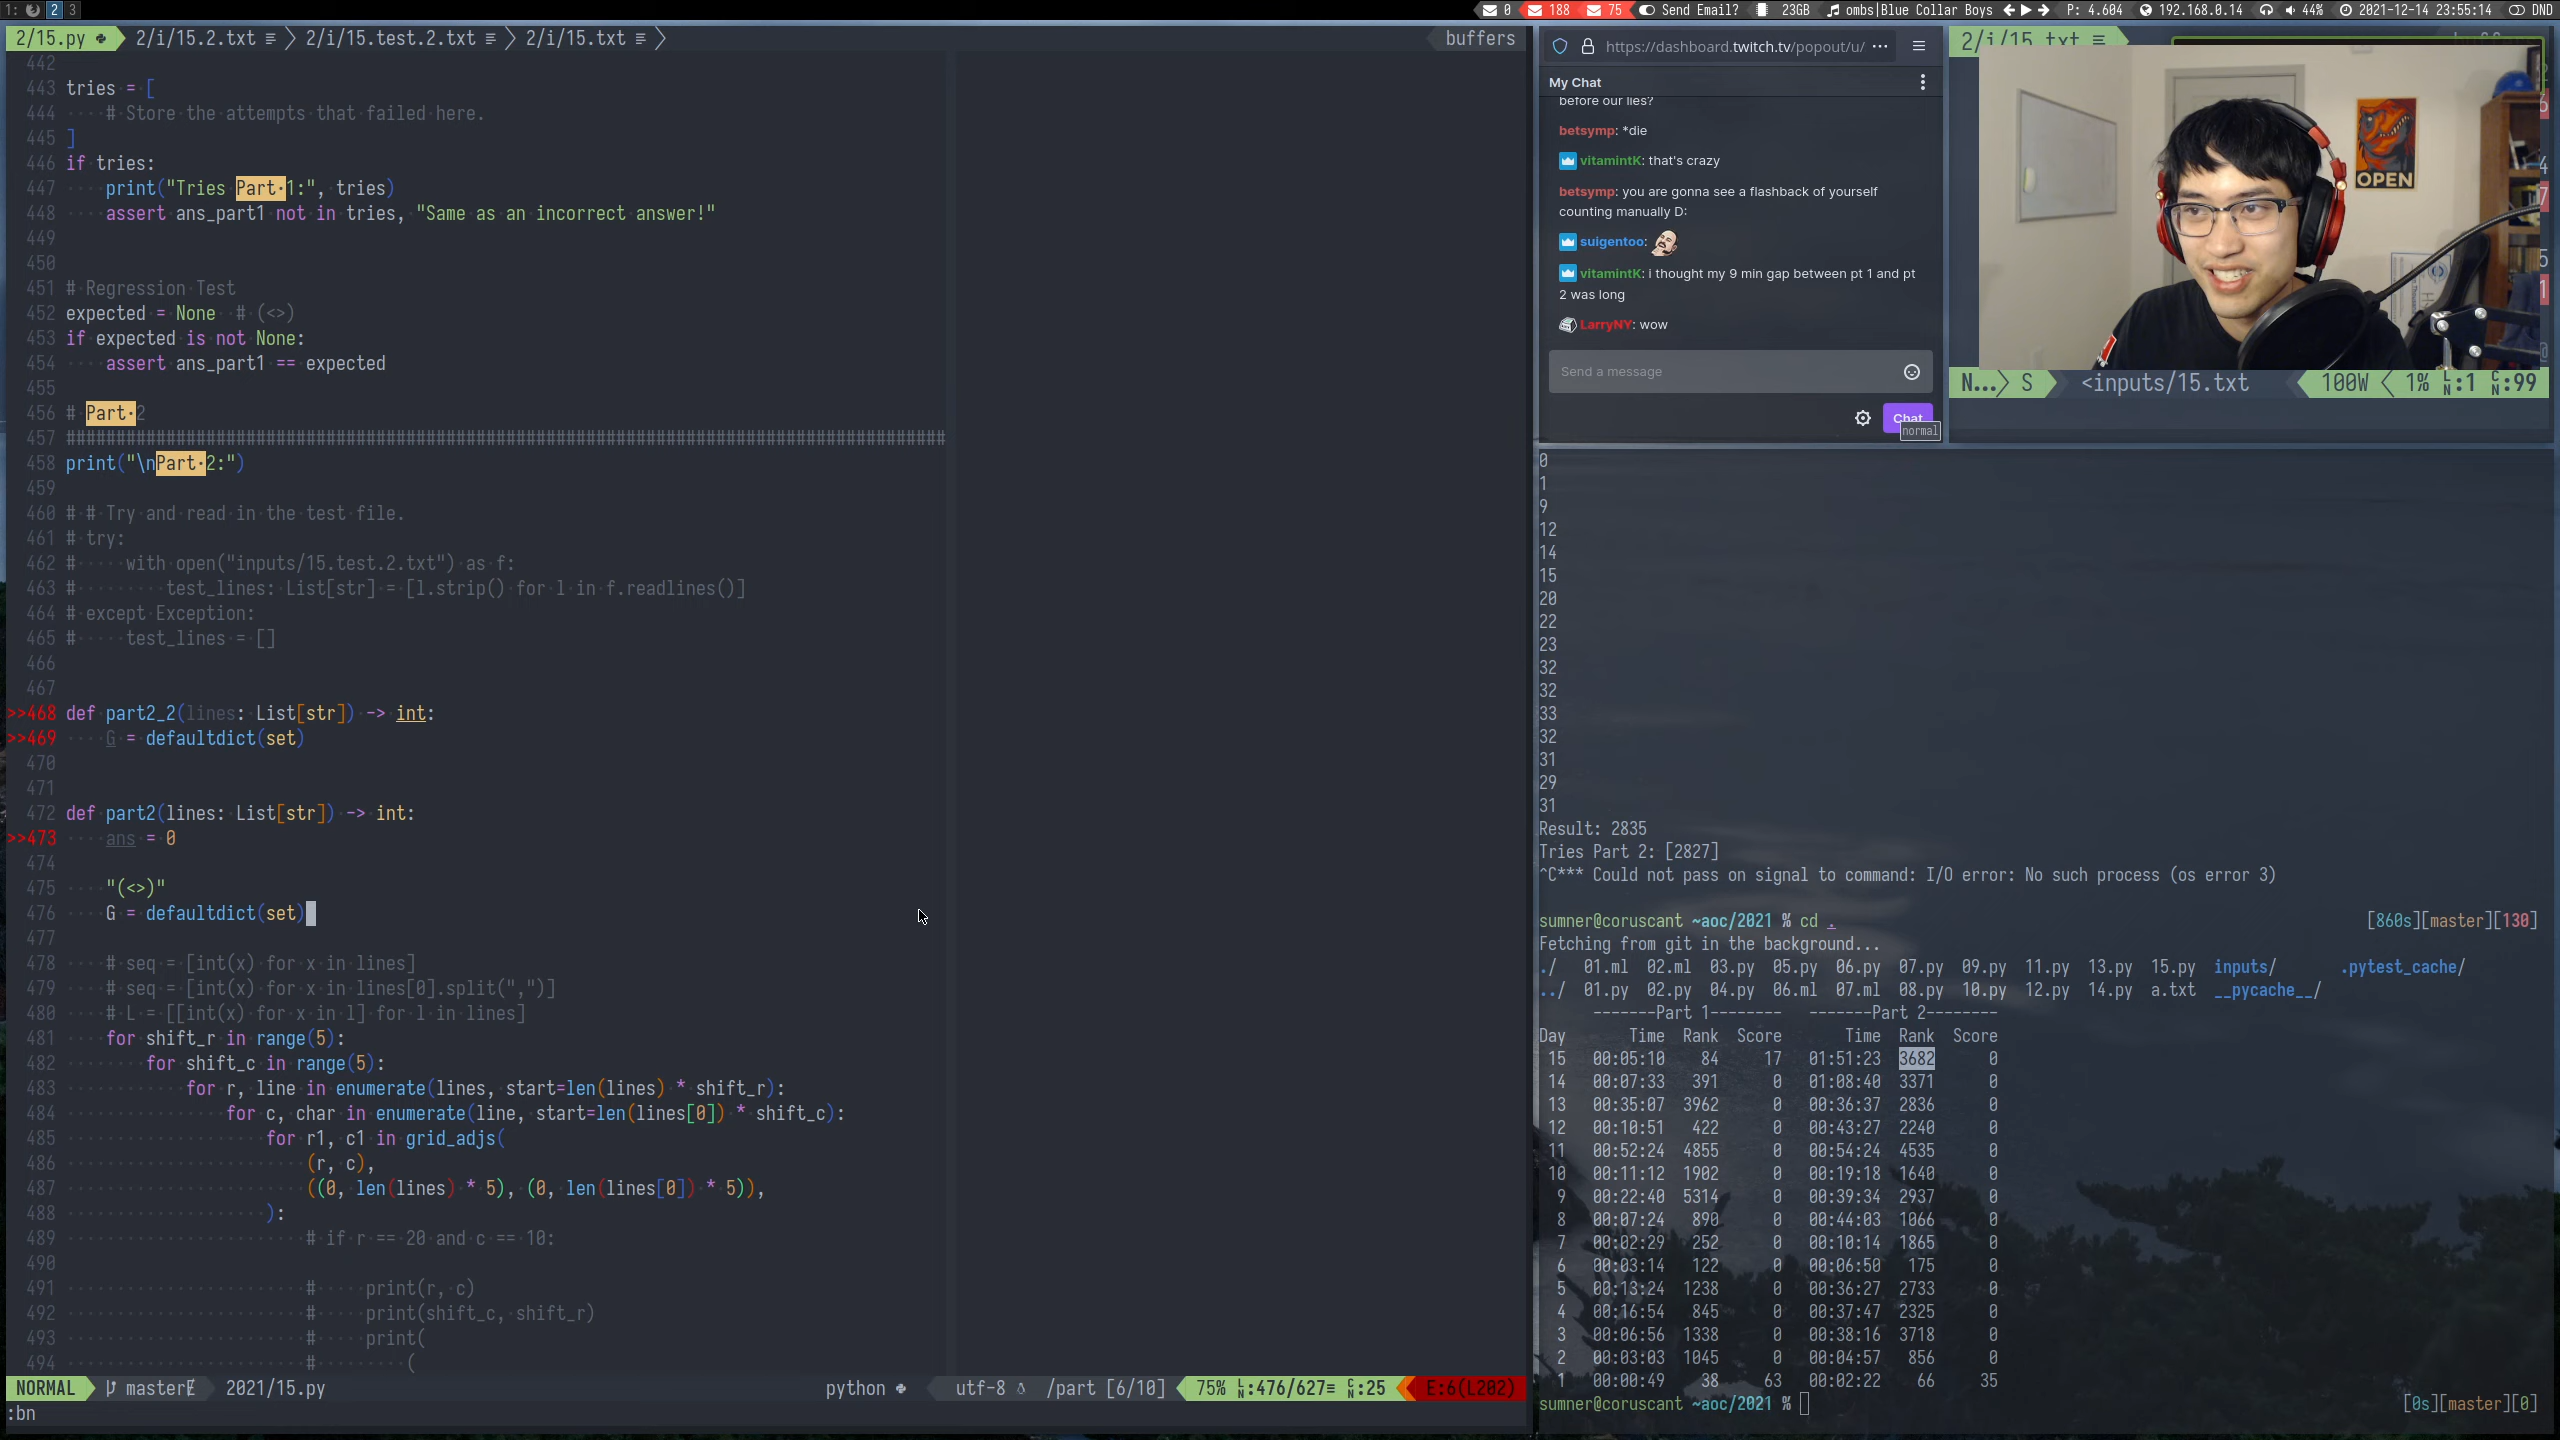 1: 2 3
0 188 75 Send Email? 23GB ombs|Blue Collar Boys P: 4.604 192.168.0.14 44% 2021-12-14 23:55:14 DND
2/15.py 2/i/15.2.txt 2/i/15.test.2.txt 2/i/15.txt buffers
442
443 tries = [
444 # Store the attempts that failed here.
445 ]
446 if tries:
447 print("Tries Part 1:", tries)
448 assert ans_part1 not in tries, "Same as an incorrect answer!"
449
450
451 # Regression Test
452 expected = None # (<>)
453 if expected is not None:
454 assert ans_part1 == expected
455
456 # Part 2
457 ########################################################################################
458 print("\nPart 2:")
459
460 # # Try and read in the test file.
461 # try:
462 # with open("inputs/15.test.2.txt") as f:
463 # test_lines: List[str] = [l.strip() for l in f.readlines()]
464 # except Exception:
465 # test_lines = []
466
467
>>468 def part2_2(lines: List[str]) -> int:
>>469 G = defaultdict(set)
470
471
472 def part2(lines: List[str]) -> int:
>>473 ans = 0
474
475 "(<>)"
476 G = defaultdict(set)
477
478 # seq = [int(x) for x in lines]
479 # seq = [int(x) for x in lines[0].split(",")]
480 # L = [[int(x) for x in l] for l in lines]
481 for shift_r in range(5):
482 for shift_c in range(5):
483 for r, line in enumerate(lines, start=len(lines) * shift_r):
484 for c, char in enumerate(line, start=len(lines[0]) * shift_c):
485 for r1, c1 in grid_adjs(
486 (r, c),
487 ((0, len(lines) * 5), (0, len(lines[0]) * 5)),
488 ):
489 # if r == 20 and c == 10:
490
491 # print(r, c)
492 # print(shift_c, shift_r)
493 # print(
494 # (
NORMAL master 2021/15.py python utf-8 /part [6/10] 75% :476/627 :25 E:6(L202)
:bn
https://dashboard.twitch.tv/popout/u/
My Chat
before our lies?
betsymp: *die
vitamintK: that's crazy
betsymp: you are gonna see a flashback of yourself
counting manually D:
suigentoo:
vitamintK: i thought my 9 min gap between pt 1 and pt
2 was long
LarryNY: wow
Send a message
Chat
normal
2/i/15.txt
OPEN
N... S <inputs/15.txt 100W 1% :1 :99
0
1
9
12
14
15
20
22
23
32
32
33
32
31
29
31
Result: 2835
Tries Part 2: [2827]
^C*** Could not pass on signal to command: I/O error: No such process (os error 3)
sumner@coruscant ~aoc/2021 % cd . [860s][master][130]
Fetching from git in the background...
./ 01.ml 02.ml 03.py 05.py 06.py 07.py 09.py 11.py 13.py 15.py inputs/ .pytest_cache/
../ 01.py 02.py 04.py 06.ml 07.ml 08.py 10.py 12.py 14.py a.txt __pycache__/
-------Part 1-------- -------Part 2--------
Day Time Rank Score Time Rank Score
15 00:05:10 84 17 01:51:23 3682 0
14 00:07:33 391 0 01:08:40 3371 0
13 00:35:07 3962 0 00:36:37 2836 0
12 00:10:51 422 0 00:43:27 2240 0
11 00:52:24 4855 0 00:54:24 4535 0
10 00:11:12 1902 0 00:19:18 1640 0
9 00:22:40 5314 0 00:39:34 2937 0
8 00:07:24 890 0 00:44:03 1066 0
7 00:02:29 252 0 00:10:14 1865 0
6 00:03:14 122 0 00:06:50 175 0
5 00:13:24 1238 0 00:36:27 2733 0
4 00:16:54 845 0 00:37:47 2325 0
3 00:06:56 1338 0 00:38:16 3718 0
2 00:03:03 1045 0 00:04:57 856 0
1 00:00:49 38 63 00:02:22 66 35
sumner@coruscant ~aoc/2021 % [0s][master][0]